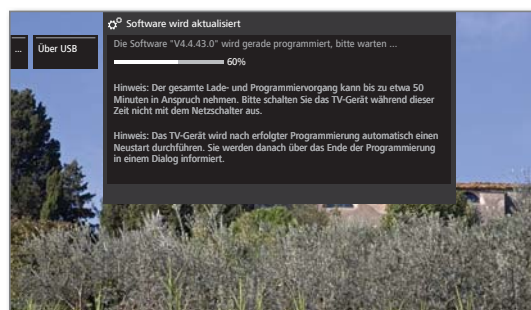 Software wird aktualisiert
...
Über USB
Die Software "V4.4.43.0" wird gerade programmiert, bitte warten ...
60%
Hinweis: Der gesamte Lade- und Programmiervorgang kann bis zu etwa 50
Minuten in Anspruch nehmen. Bitte schalten Sie das TV-Gerät während dieser
Zeit nicht mit dem Netzschalter aus.
Hinweis: Das TV-Gerät wird nach erfolgter Programmierung automatisch einen
Neustart durchführen. Sie werden danach über das Ende der Programmierung
in einem Dialog informiert.